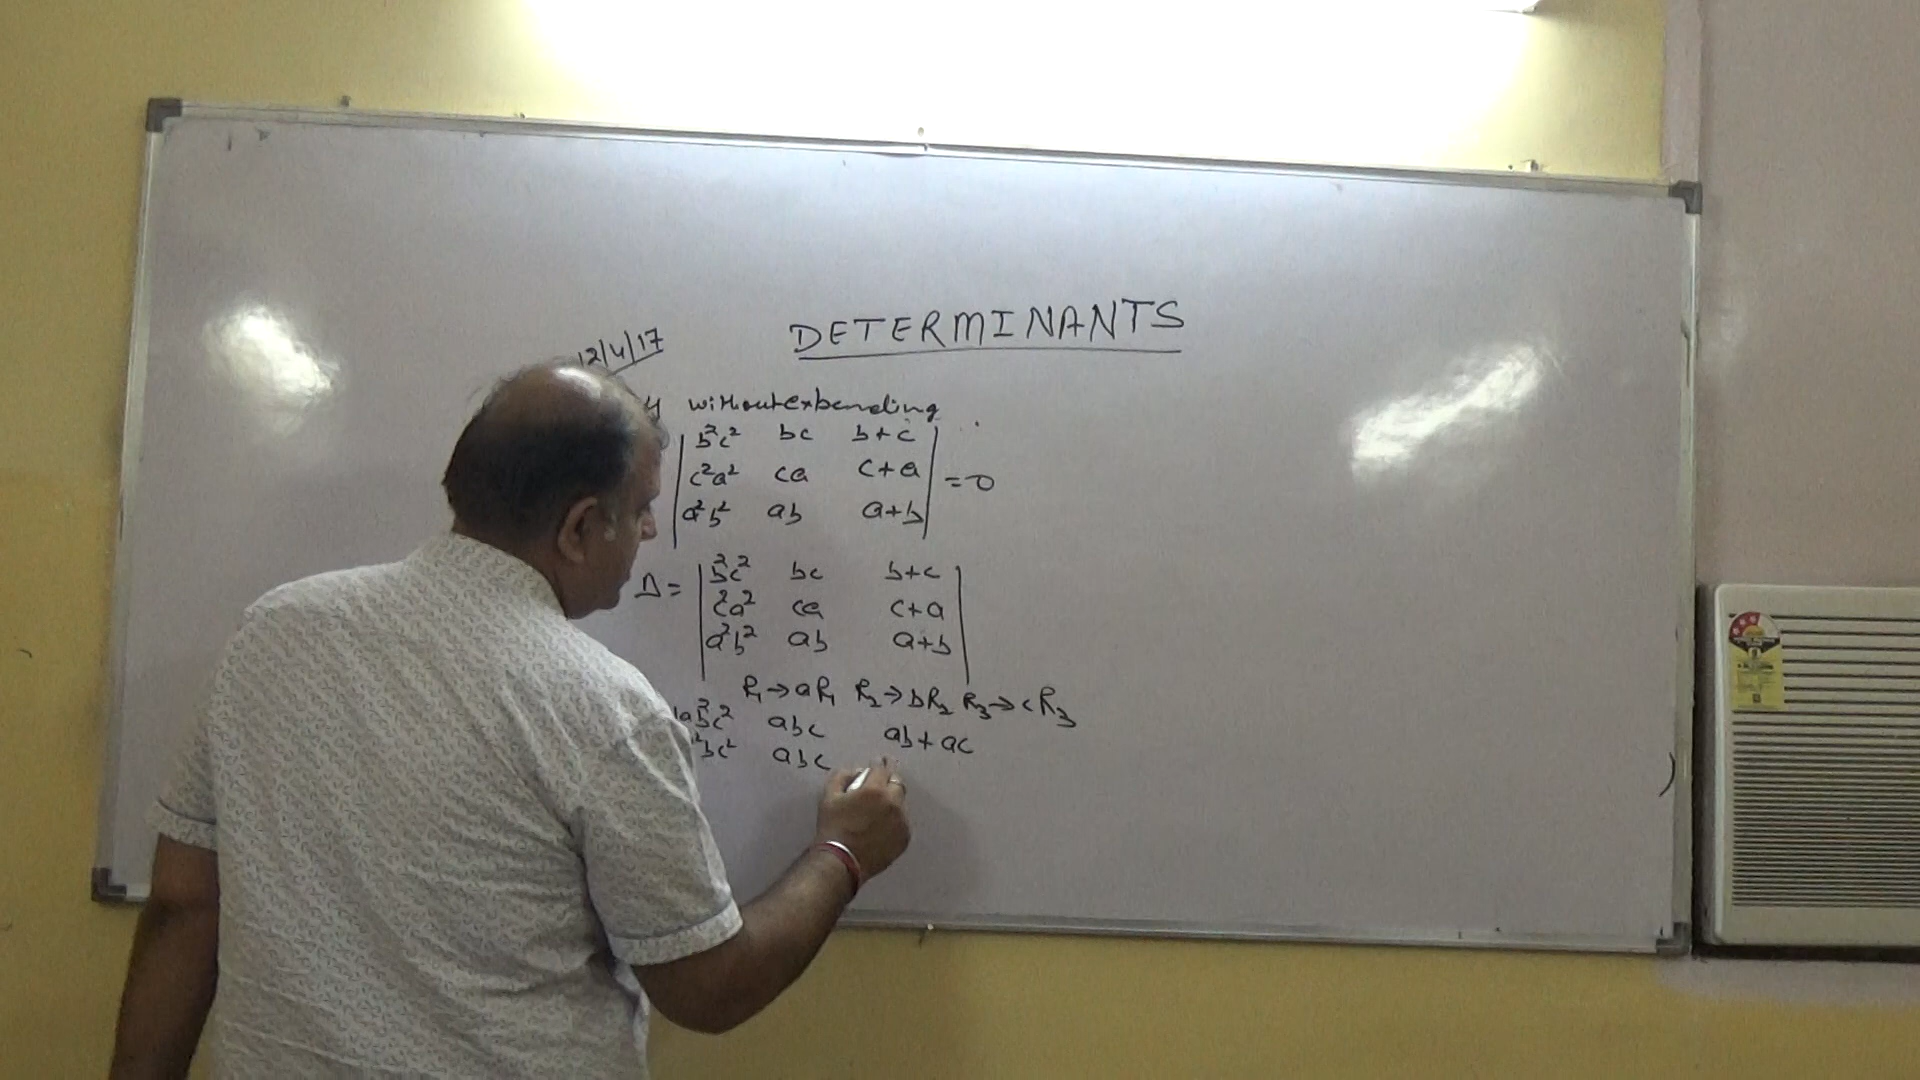 DETERMINANTS
12/4/17
without expanding
| b²c² bc b+c |
| c²a² ca c+a | = 0
| a²b² ab a+b |
| b²c² bc b+c |
Δ = | c²a² ca c+a |
| a²b² ab a+b |
R₁→aR₁ R₂→bR₂ R₃→cR₃
| ab²c² abc ab+ac
²bc² abc